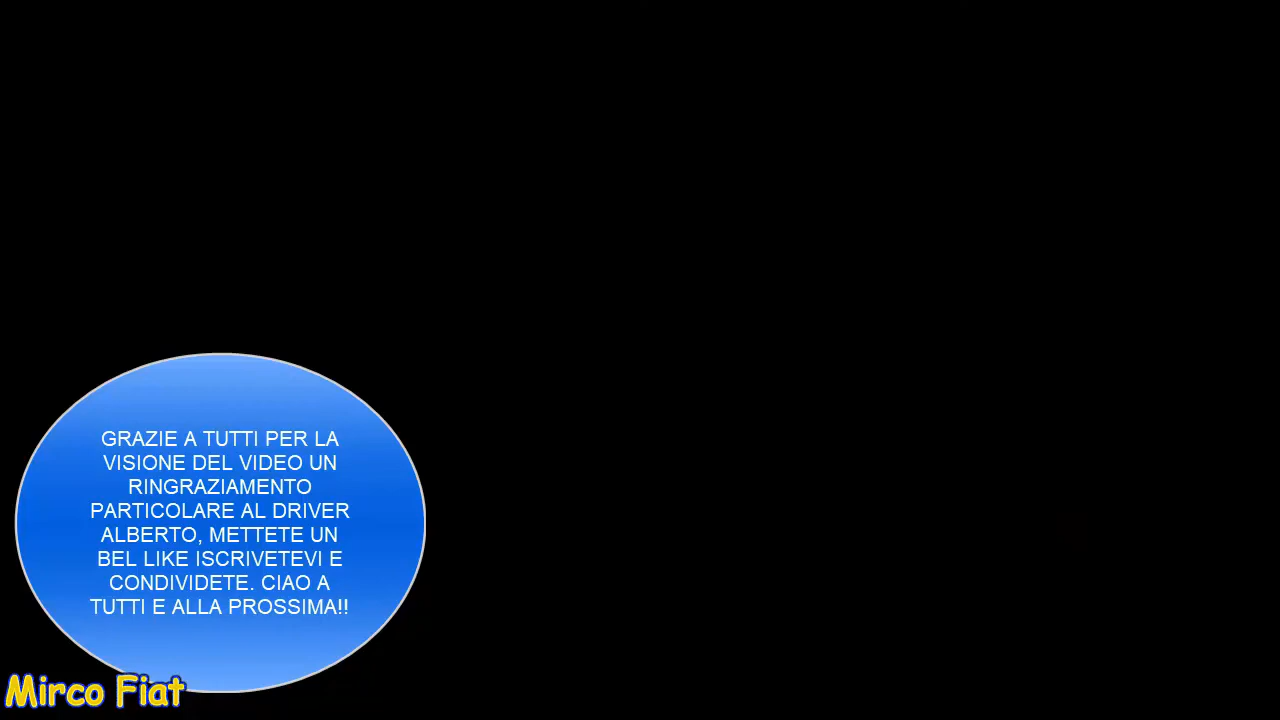 GRAZIE A TUTTI PER LA
VISIONE DEL VIDEO UN
RINGRAZIAMENTO
PARTICOLARE AL DRIVER
ALBERTO, METTETE UN
BEL LIKE ISCRIVETEVI E
CONDIVIDETE. CIAO A
TUTTI E ALLA PROSSIMA!!
Mirco Fiat